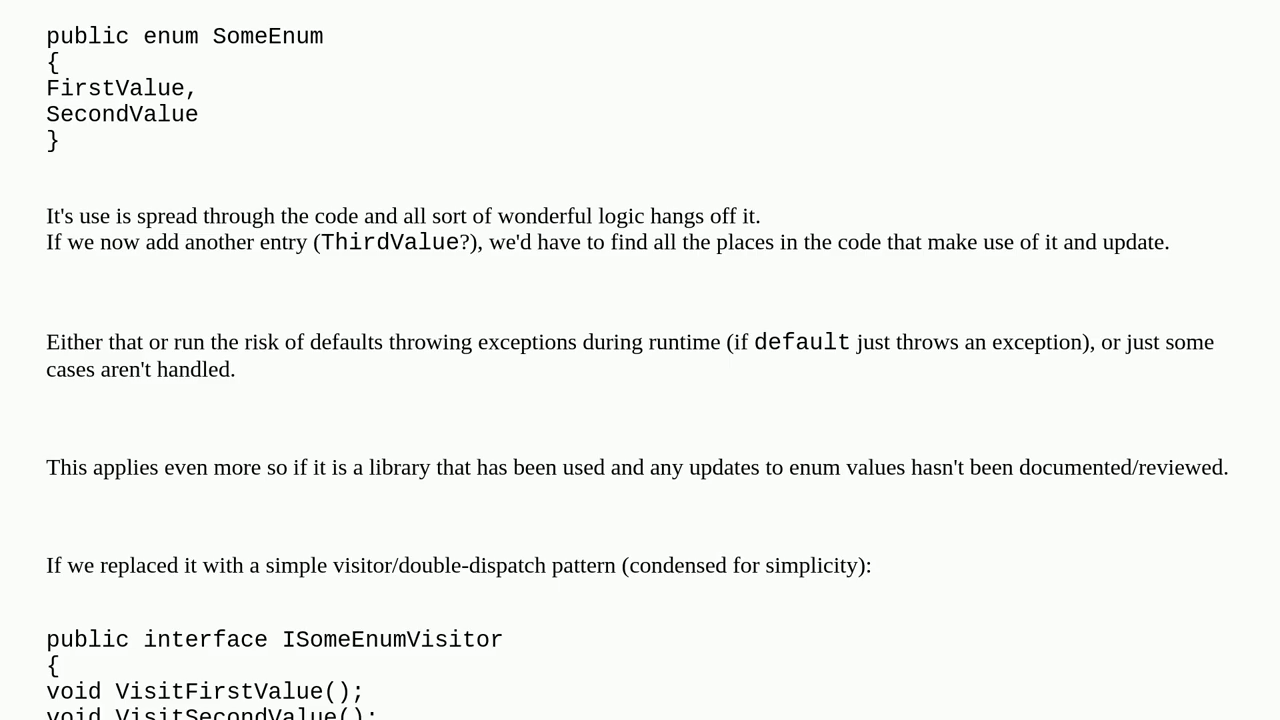 public enum SomeEnum
{
FirstValue,
SecondValue
}
It's use is spread through the code and all sort of wonderful logic hangs off it.
If we now add another entry (ThirdValue?), we'd have to find all the places in the code that make use of it and update.
Either that or run the risk of defaults throwing exceptions during runtime (if default just throws an exception), or just some
cases aren't handled.
This applies even more so if it is a library that has been used and any updates to enum values hasn't been documented/reviewed.
If we replaced it with a simple visitor/double-dispatch pattern (condensed for simplicity):
public interface ISomeEnumVisitor
{
void VisitFirstValue();
void VisitSecondValue();